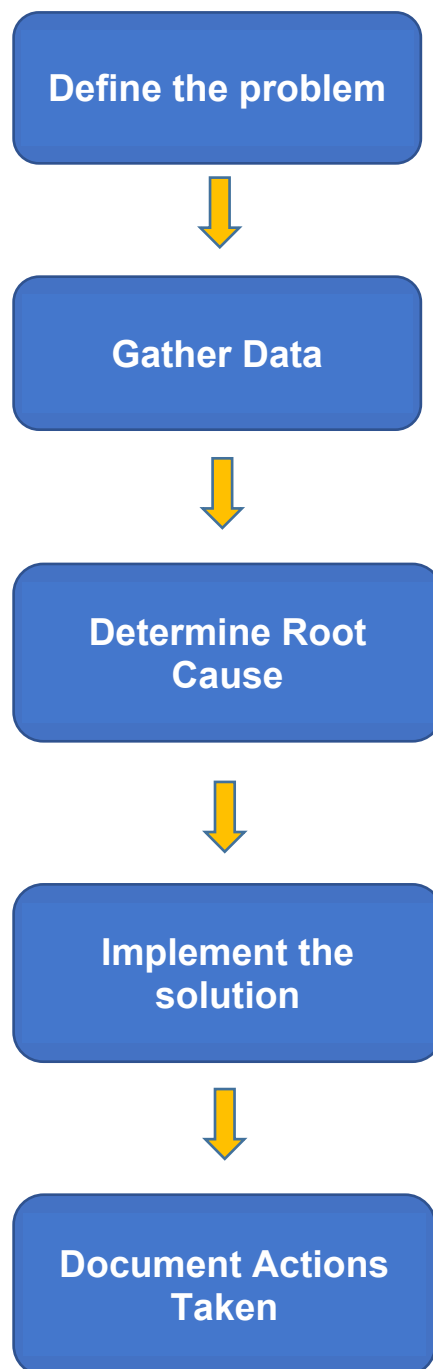 Define the problem
Gather Data
Determine Root
Cause
Implement the
solution
Document Actions
Taken